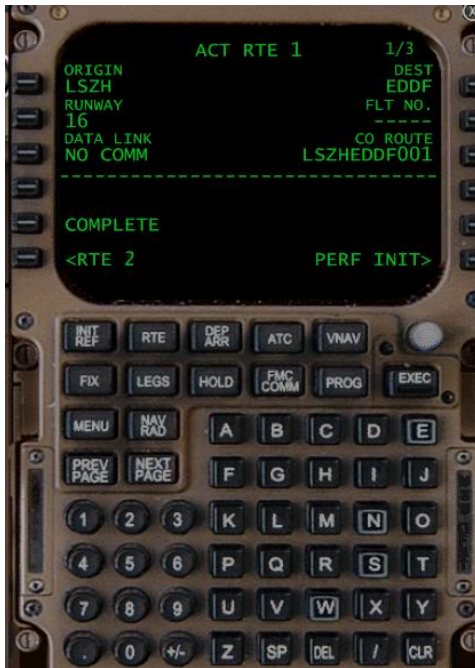 ACT RTE 1 1/3
ORIGIN DEST
LSZH EDDF
RUNWAY FLT NO.
16 -----
DATA LINK CO ROUTE
NO COMM LSZHEDDF001
--------------------------------
COMPLETE
<RTE 2 PERF INIT>
INIT REF RTE DEP ARR ATC VNAV
FIX LEGS HOLD FMC COMM PROG EXEC
MENU NAV RAD A B C D E
PREV PAGE NEXT PAGE F G H I J
1 2 3 K L M N O
4 5 6 P Q R S T
7 8 9 U V W X Y
. 0 +/- Z SP DEL / CLR